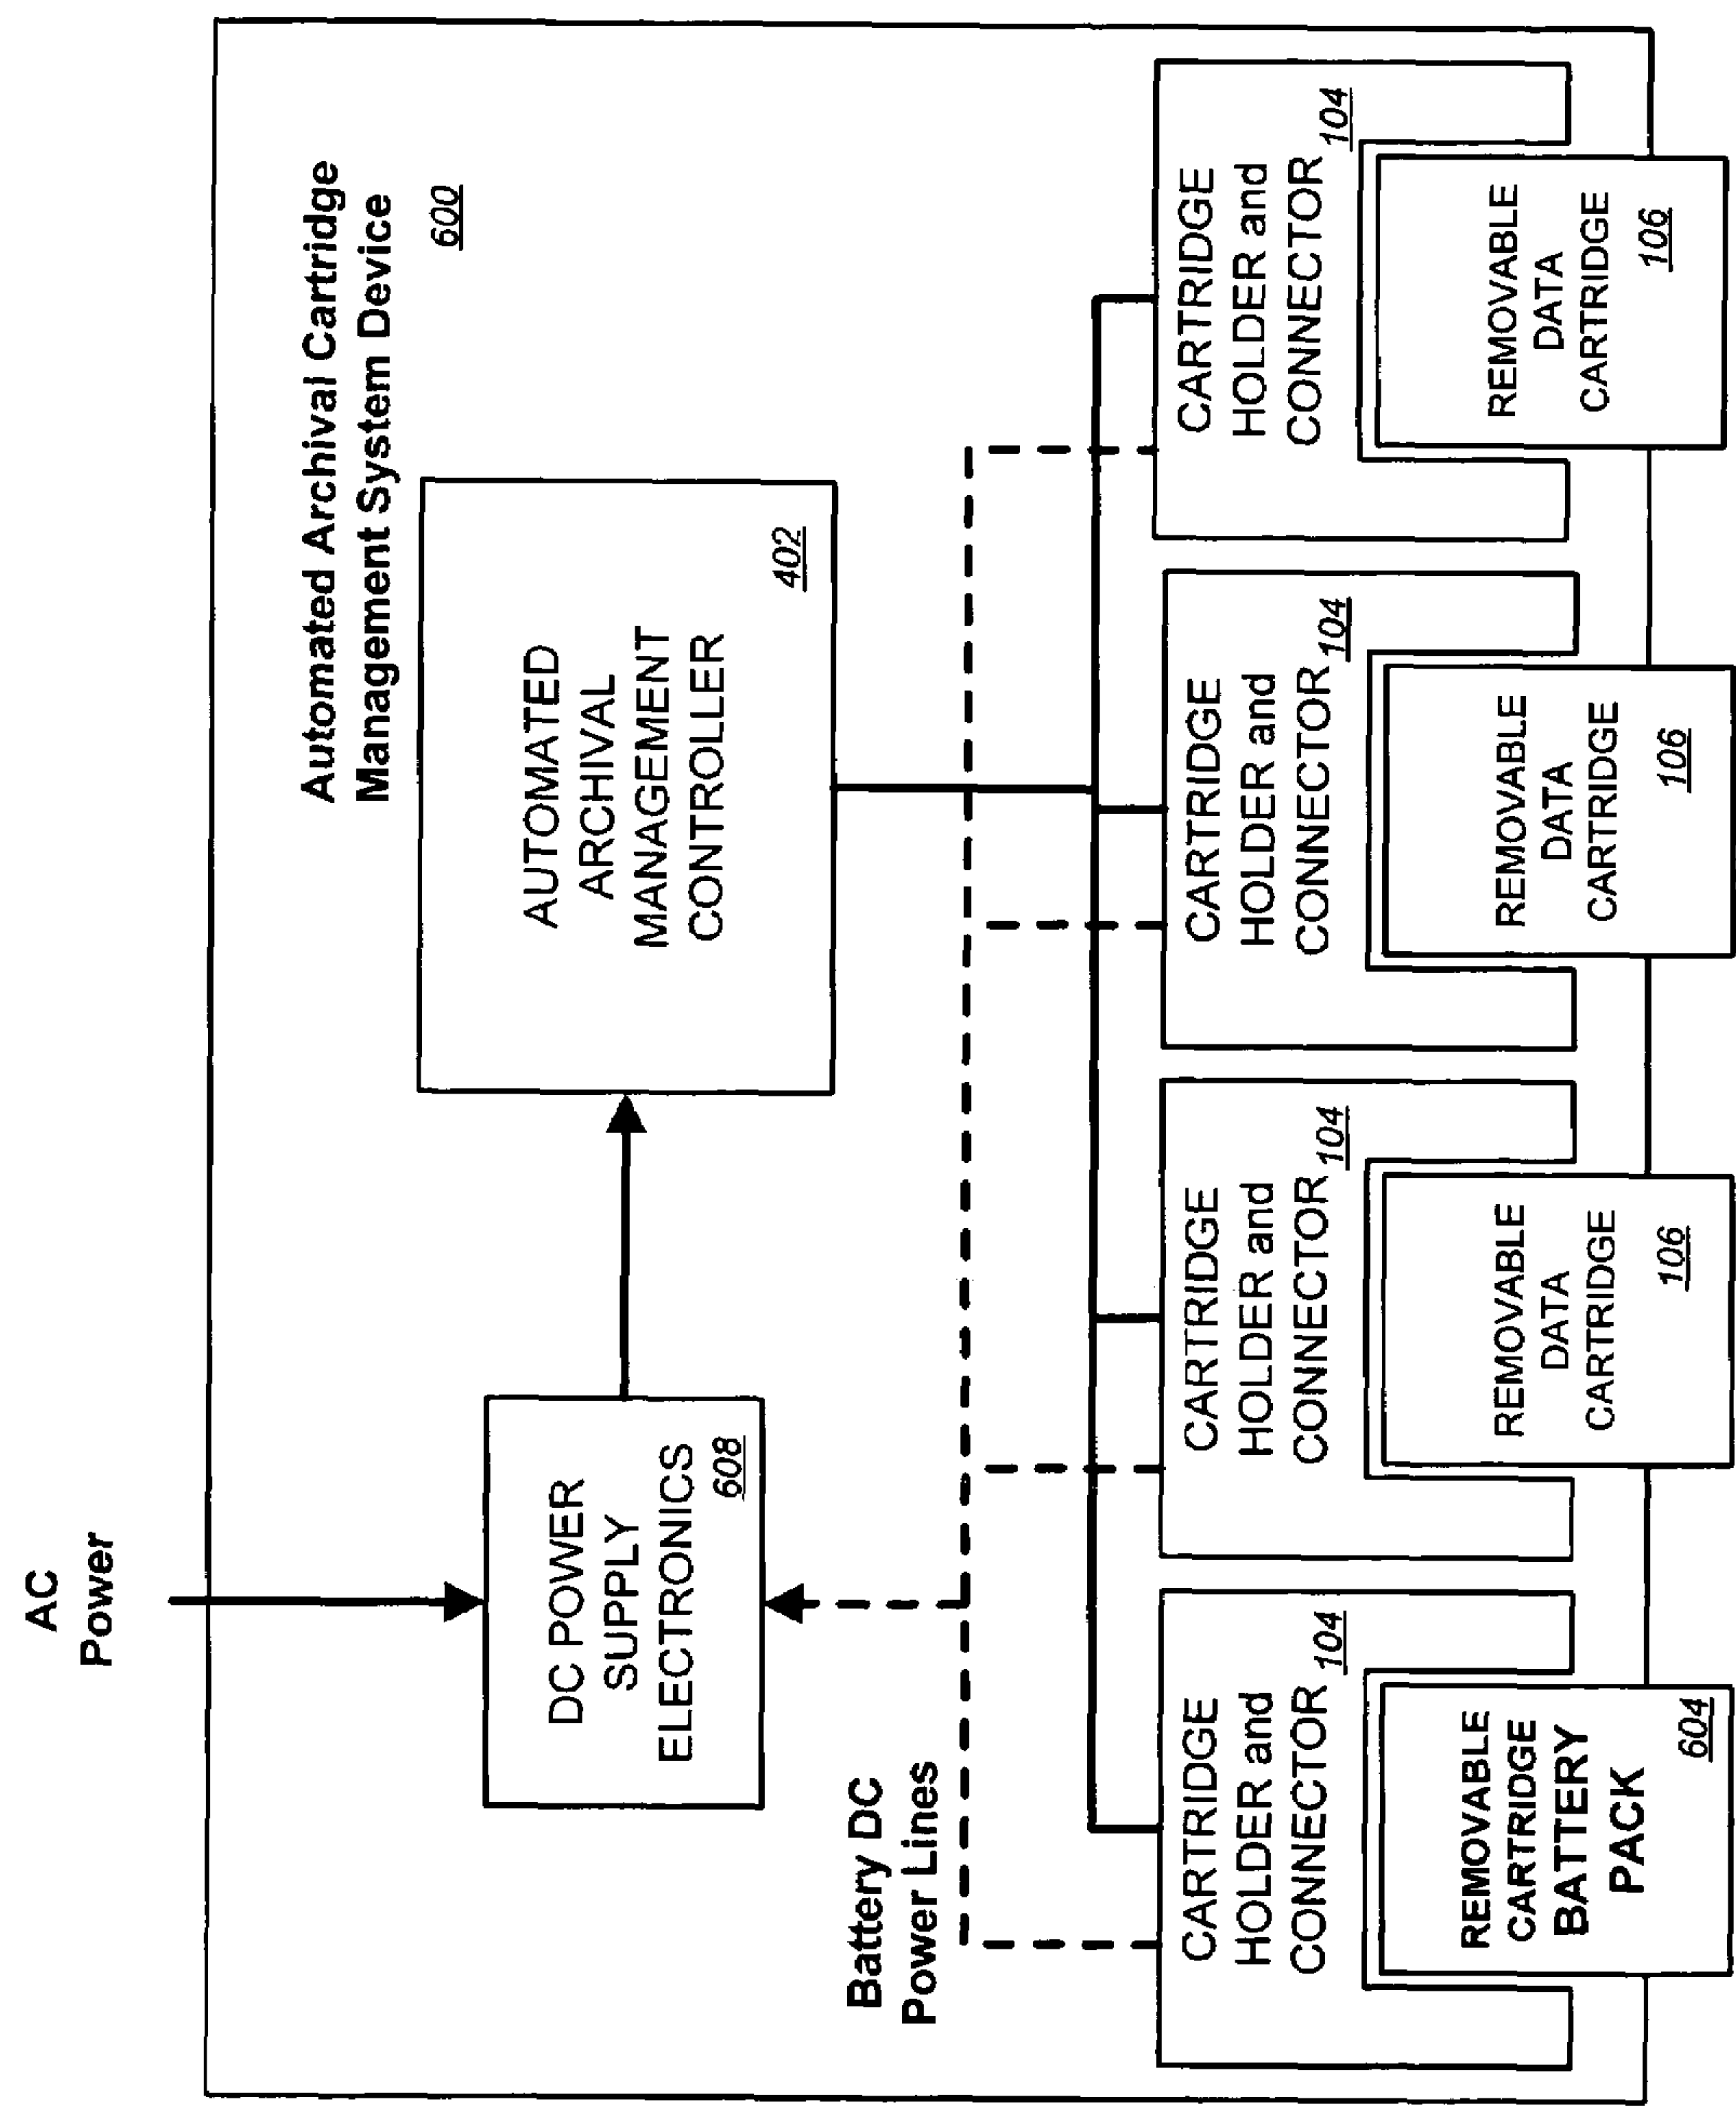 AC
Power
Automated Archival Cartridge
Management System Device
600
DC POWER
SUPPLY
ELECTRONICS
608
AUTOMATED
ARCHIVAL
MANAGEMENT
CONTROLLER
402
Battery DC
Power Lines
CARTRIDGE
HOLDER and
CONNECTOR
104
REMOVABLE
CARTRIDGE
BATTERY
PACK
604
CARTRIDGE
HOLDER and
CONNECTOR
104
REMOVABLE
DATA
CARTRIDGE
106
CARTRIDGE
HOLDER and
CONNECTOR
104
REMOVABLE
DATA
CARTRIDGE
106
CARTRIDGE
HOLDER and
CONNECTOR
104
REMOVABLE
DATA
CARTRIDGE
106